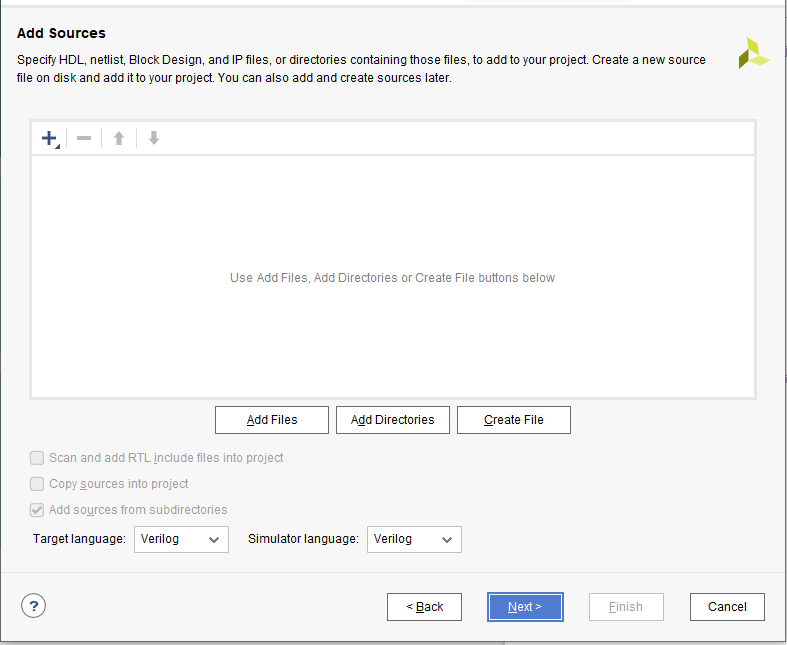 Add Sources
Specify HDL, netlist, Block Design, and IP files, or directories containing those files, to add to your project. Create a new source
file on disk and add it to your project. You can also add and create sources later.
Use Add Files, Add Directories or Create File buttons below
Add Files
Add Directories
Create File
Scan and add RTL include files into project
Copy sources into project
Add sources from subdirectories
Target language: Verilog Simulator language: Verilog
?
< Back
Next >
Finish
Cancel